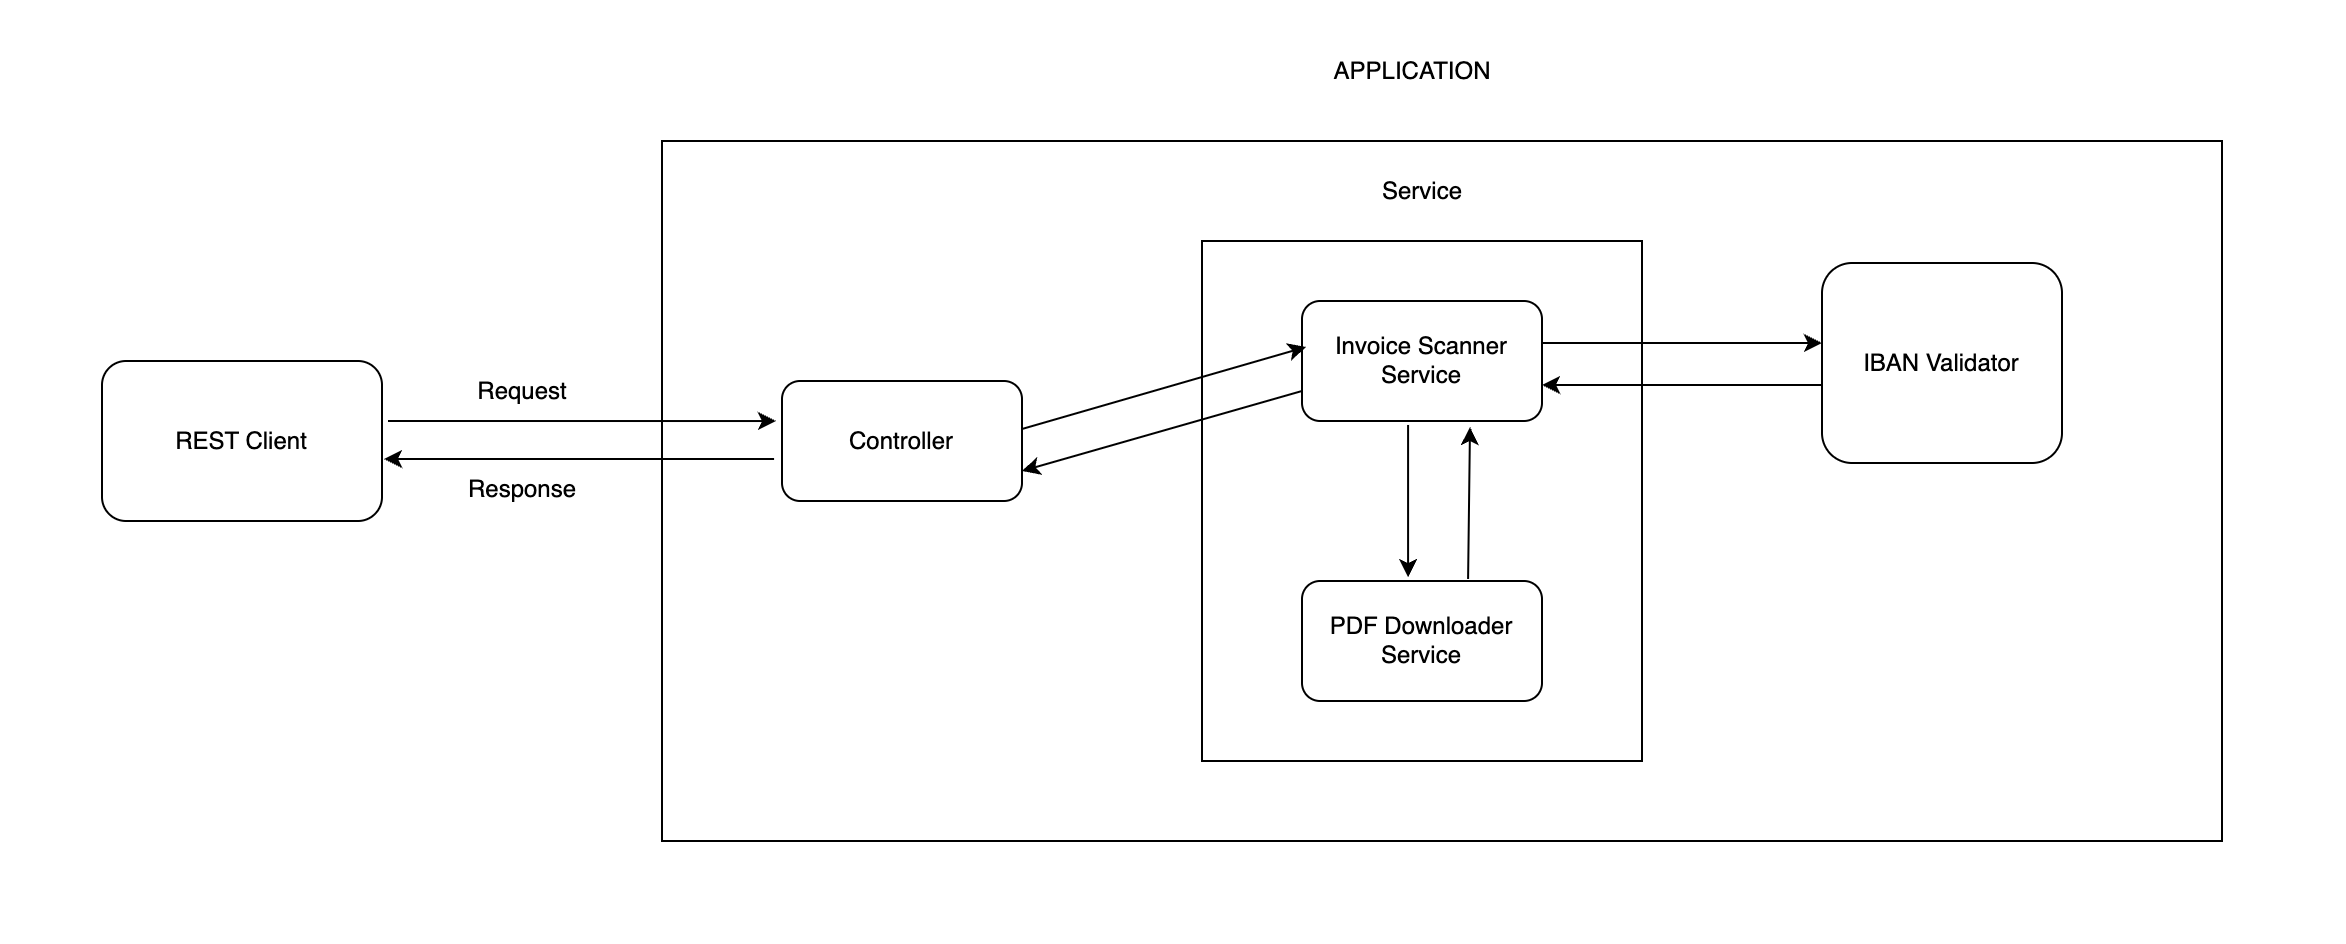 APPLICATION
Service
Request
Response
REST Client
Controller
Invoice Scanner
Service
IBAN Validator
PDF Downloader
Service